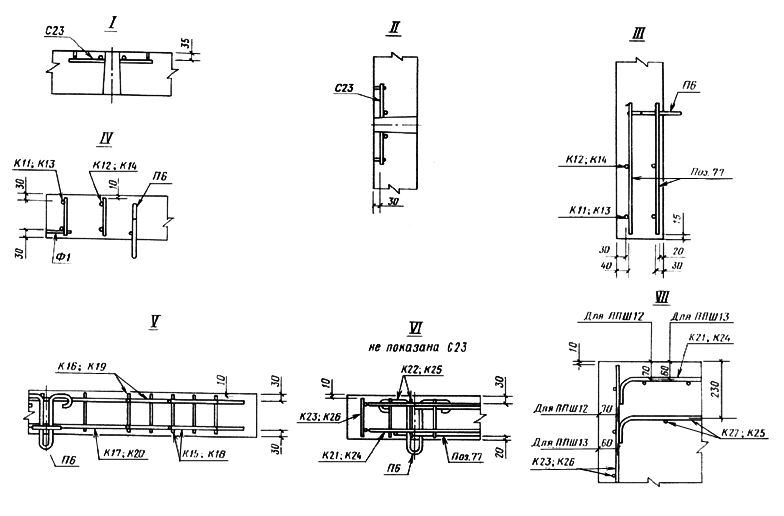 I
С23
35
II
С23
30
III
П6
К12; К14
Поз.77
К11; К13
15
30
20
40
30
IV
К11; К13
К12; К14
П6
10
30
30
Ф1
V
К16; К19
10
30
30
П6
К17; К20
К15; К18
VI
не показана С23
К22; К25
10
30
К23; К26
К21; К24
П6
Поз.77
20
VII
Для ППШ12
Для ППШ13
К21, К24
10
70
60
230
Для ППШ12
70
Для ППШ13
60
К22; К25
К23; К26